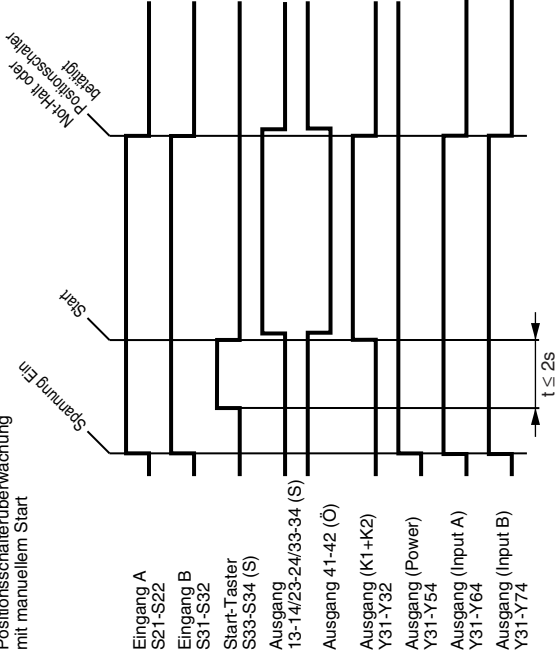 Positionsschalterüberwachung
mit manuellem Start
Spannung Ein
Start
Not-Halt oder
Positionsschalter
betätigt
Eingang A
S21-S22
Eingang B
S31-S32
Start-Taster
S33-S34 (S)
Ausgang
13-14/23-24/33-34 (S)
Ausgang 41-42 (Ö)
Ausgang (K1+K2)
Y31-Y32
Ausgang (Power)
Y31-Y54
Ausgang (Input A)
Y31-Y64
Ausgang (Input B)
Y31-Y74
t ≤ 2s